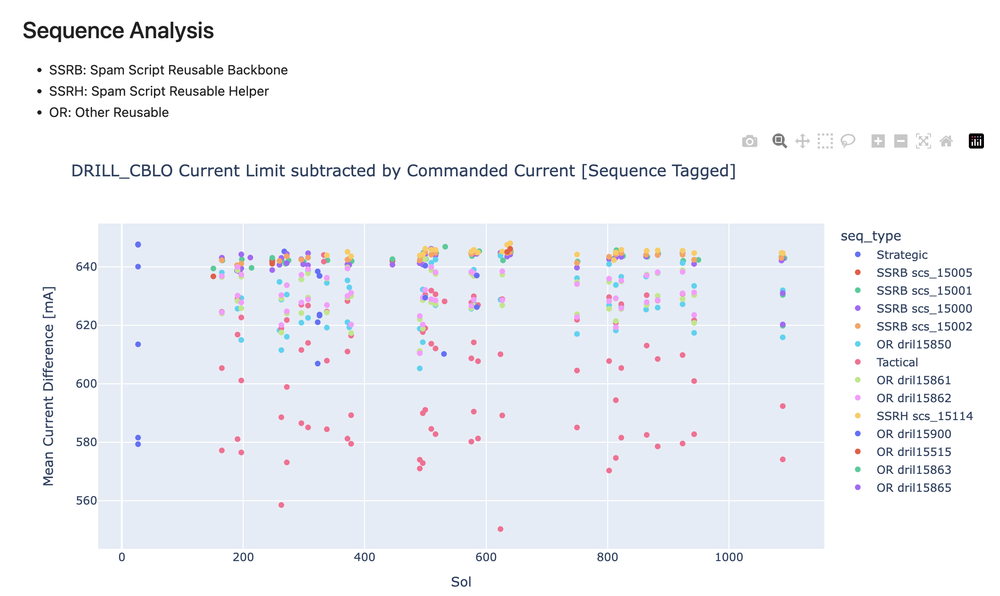 Sequence Analysis
• SSRB: Spam Script Reusable Backbone
• SSRH: Spam Script Reusable Helper
• OR: Other Reusable
DRILL_CBLO Current Limit subtracted by Commanded Current [Sequence Tagged]
Mean Current Difference [mA]
640
620
600
580
560
0 200 400 600 800 1000
Sol
seq_type
Strategic
SSRB scs_15005
SSRB scs_15001
SSRB scs_15000
SSRB scs_15002
OR dril15850
Tactical
OR dril15861
OR dril15862
SSRH scs_15114
OR dril15900
OR dril15515
OR dril15863
OR dril15865